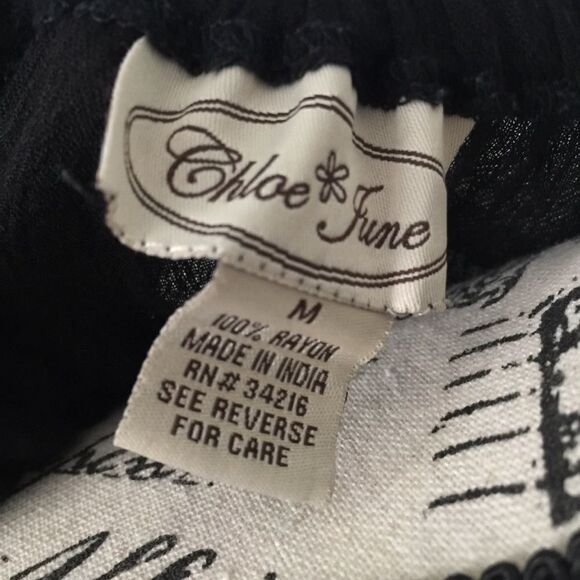 Chloe June
M
100% RAYON
MADE IN INDIA
RN# 34216
SEE REVERSE
FOR CARE